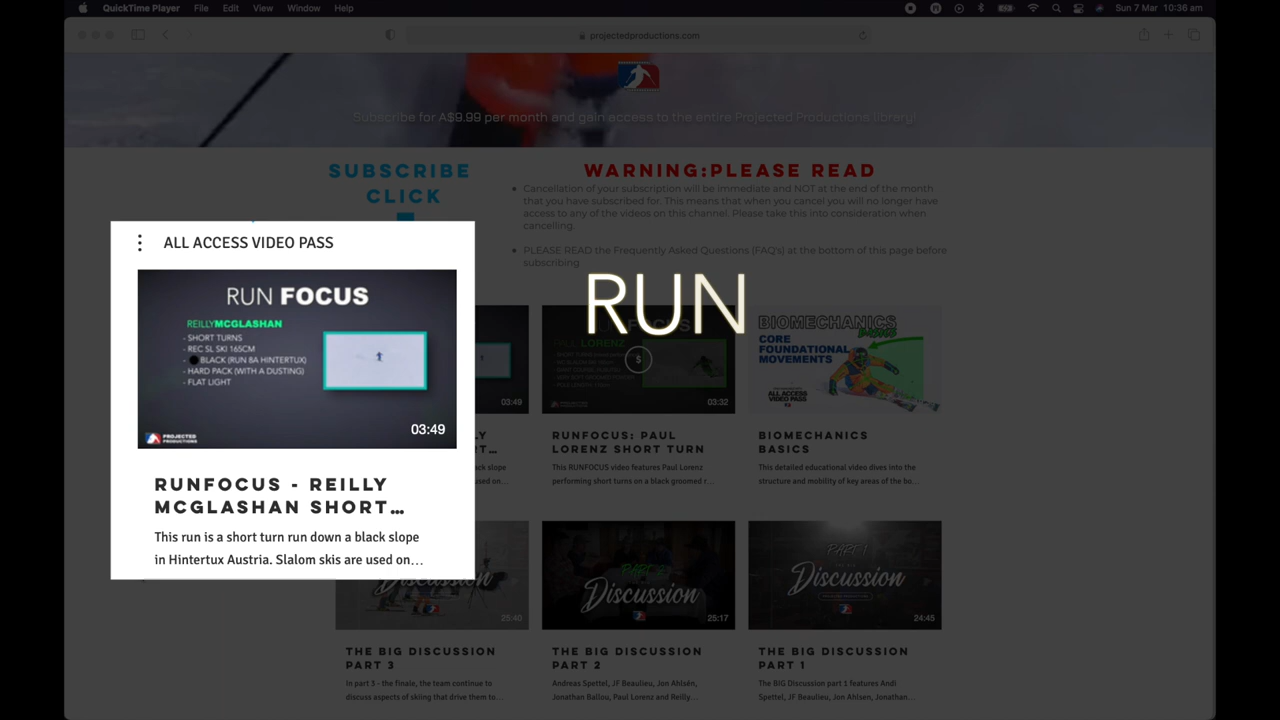 QuickTime Player File Edit View Window Help
Sun 7 Mar 10:36 am
projectedproductions.com
Subscribe for A$9.99 per month and gain access to the entire Projected Productions library!
SUBSCRIBE
CLICK
WARNING:PLEASE READ
• Cancellation of your subscription will be immediate and NOT at the end of the month
that you have subscribed for. This means that when you cancel you will no longer have
access to any of the videos on this channel. Please take this into consideration when
cancelling.
• PLEASE READ the Frequently Asked Questions (FAQ's) at the bottom of this page before
subscribing
ALL ACCESS VIDEO PASS
RUN FOCUS
REILLYMCGLASHAN
- SHORT TURNS
- REC SL SKI 165CM
- BLACK (RUN 8A HINTERTUX)
- HARD PACK (WITH A DUSTING)
- FLAT LIGHT
PROJECTED
PRODUCTIONS
03:49
RUNFOCUS - REILLY
MCGLASHAN SHORT...
This run is a short turn run down a black slope
in Hintertux Austria. Slalom skis are used on...
RUN
03:49
PAUL LORENZ
$
03:32
BIOMECHANICS
BASICS
CORE
FOUNDATIONAL
MOVEMENTS
ALL ACCESS
VIDEO PASS
LY
RT...
ack slope
used on...
RUNFOCUS: PAUL
LORENZ SHORT TURN
This RUNFOCUS video features Paul Lorenz
performing short turns on a black groomed r...
BIOMECHANICS
BASICS
This detailed educational video dives into the
structure and mobility of key areas of the bo...
Discussion
25:40
PART 2
Discussion
25:17
PART 1
Discussion
24:45
THE BIG DISCUSSION
PART 3
In part 3 - the finale, the team continue to
discuss aspects of skiing that drive them to...
THE BIG DISCUSSION
PART 2
Andreas Spettel, JF Beaulieu, Jon Ahlsén,
Jonathan Ballou, Paul Lorenz and Reilly...
THE BIG DISCUSSION
PART 1
The BIG Discussion part 1 features Andi
Spettel, JF Beaulieu, Jon Ahlsen, Jonathan...